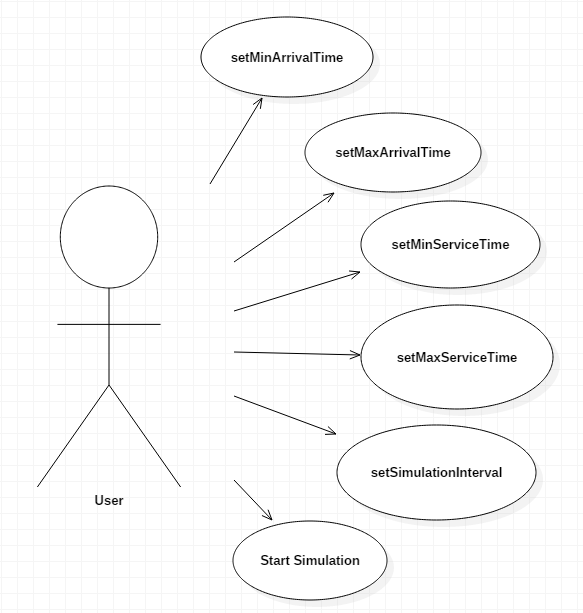 setMinArrivalTime
setMaxArrivalTime
setMinServiceTime
setMaxServiceTime
setSimulationInterval
User
Start Simulation